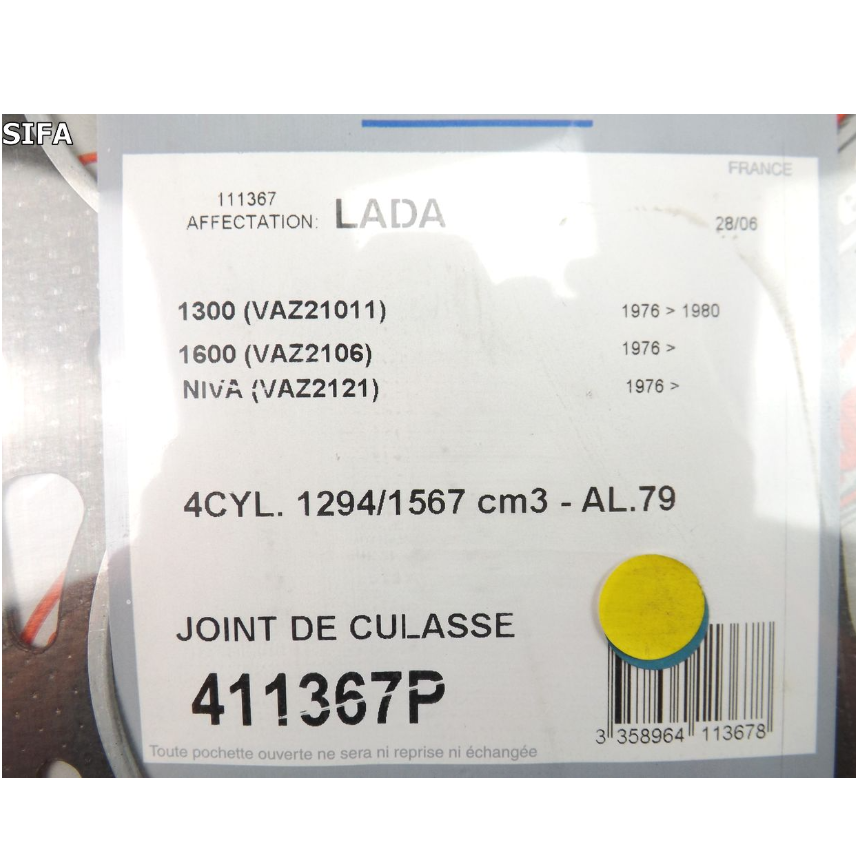 SIFA
FRANCE
111367
AFFECTATION: LADA
28/06
1300 (VAZ21011) 1976 > 1980
1600 (VAZ2106) 1976 >
NIVA (VAZ2121) 1976 >
4CYL. 1294/1567 cm3 - AL.79
JOINT DE CULASSE
411367P
3 358964 113678
Toute pochette ouverte ne sera ni reprise ni échangée